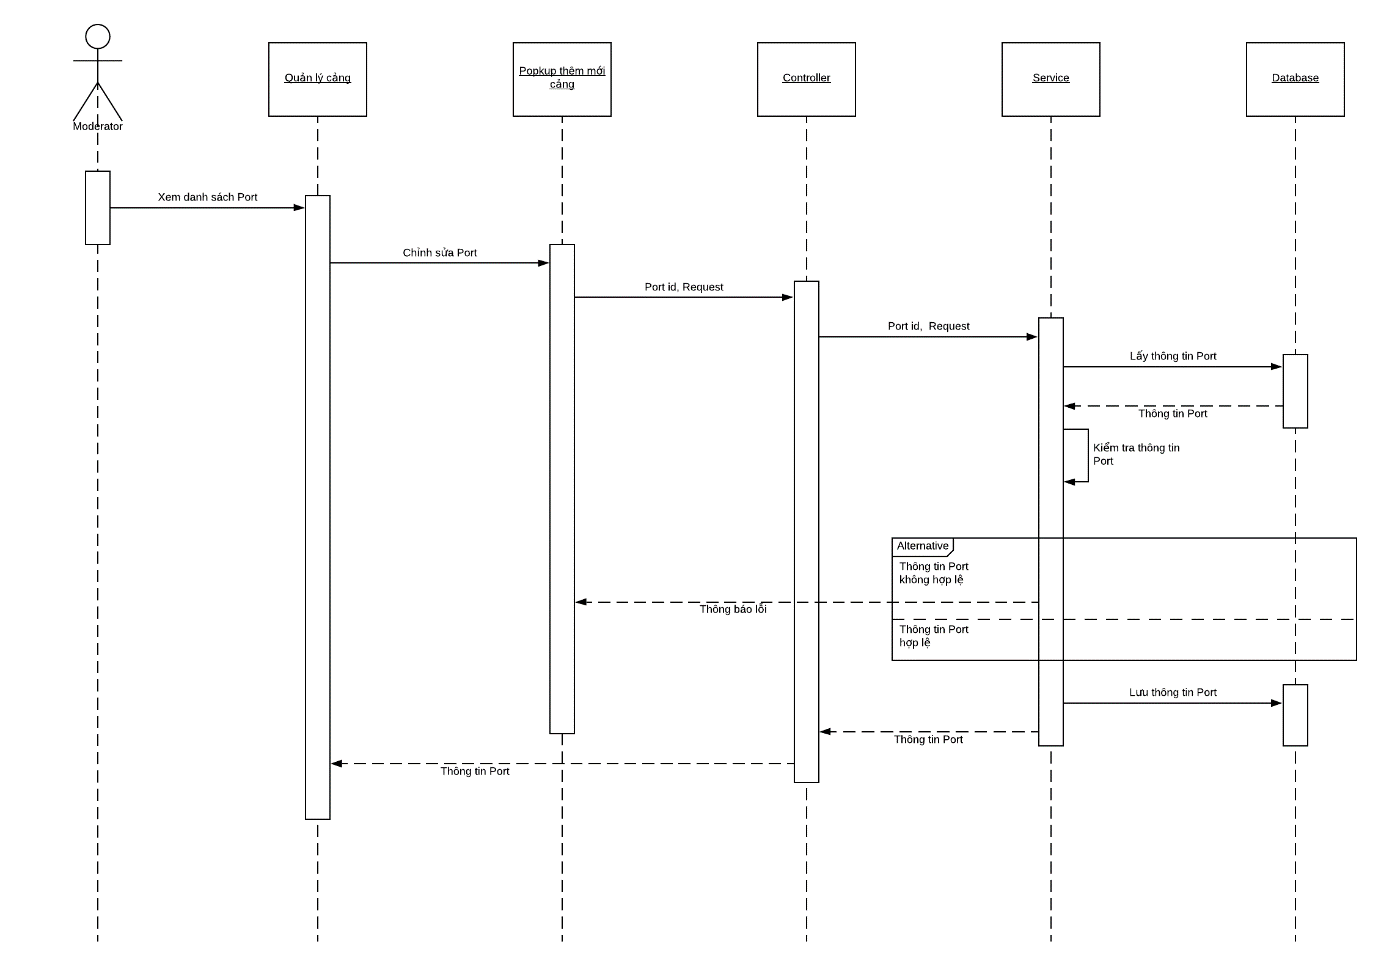 Moderator
Quản lý cảng
Popkup thêm mới
cảng
Controller
Service
Database
Xem danh sách Port
Chỉnh sửa Port
Port id, Request
Port id,  Request
Lấy thông tin Port
Thông tin Port
Kiểm tra thông tin
Port
Alternative
Thông tin Port
không hợp lệ
Thông báo lỗi
Thông tin Port
hợp lệ
Lưu thông tin Port
Thông tin Port
Thông tin Port